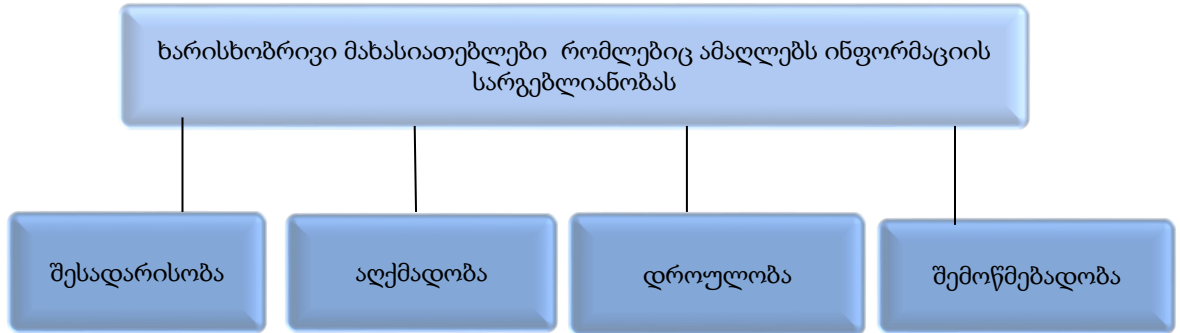 ხარისხობრივი მახასიათებლები რომლებიც ამაღლებს ინფორმაციის
სარგებლიანობას
შესადარისობა
აღქმადობა
დროულობა
შემოწმებადობა